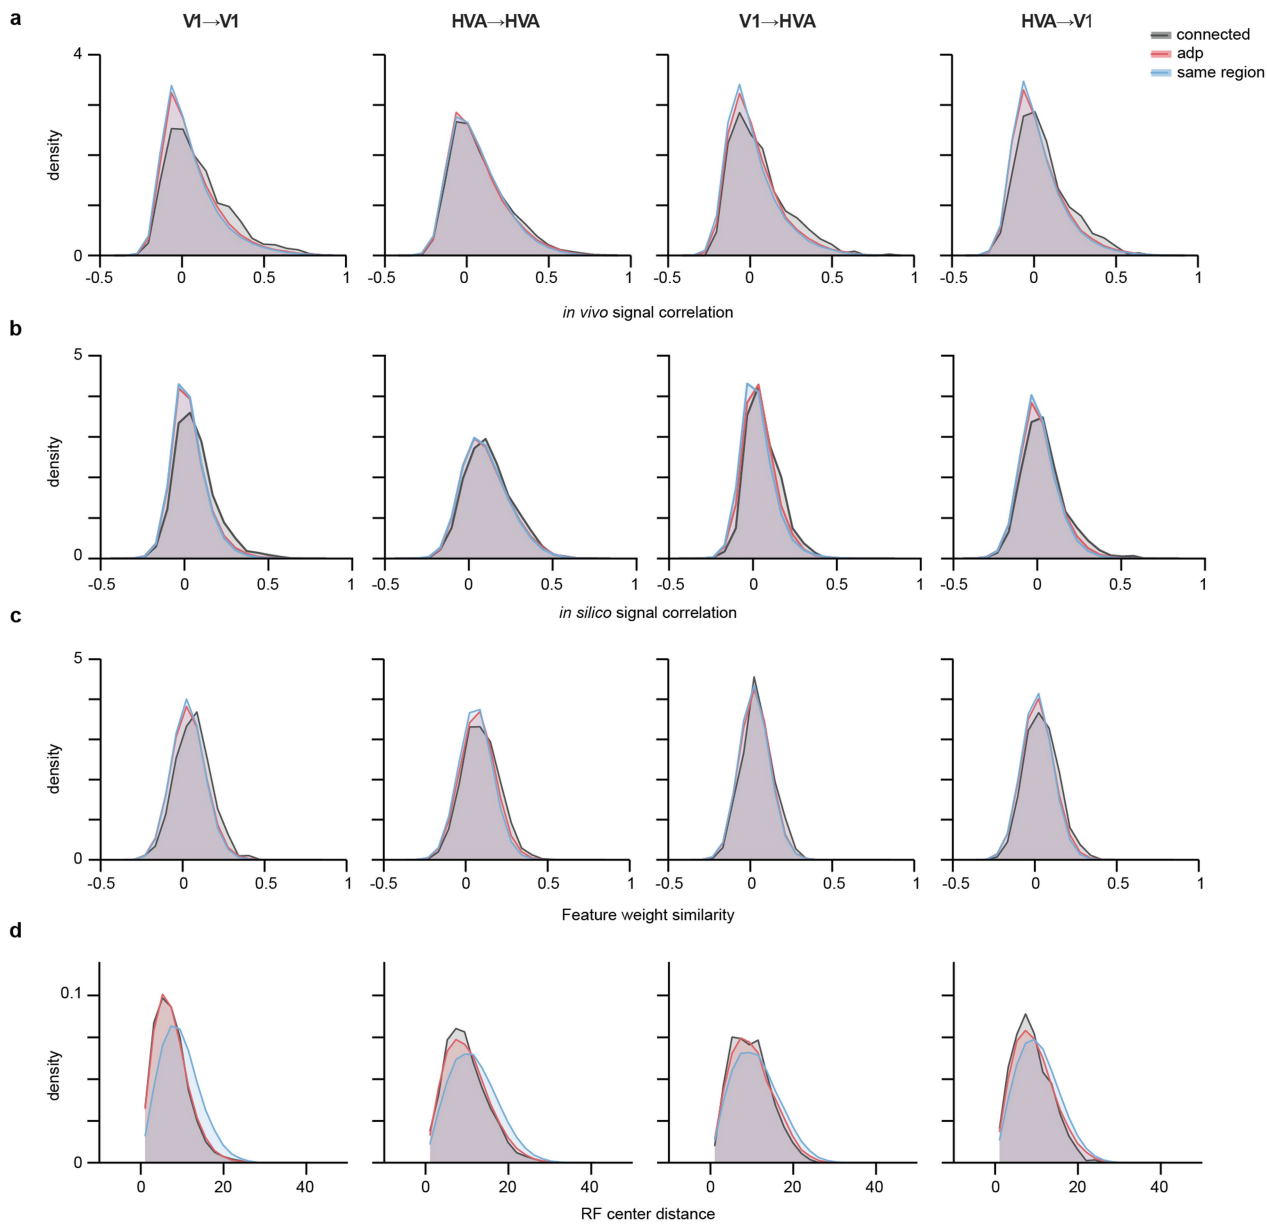 a
V1→V1 HVA→HVA V1→HVA HVA→V1
connected
adp
same region
4
density
0
-0.5 0 0.5 1 -0.5 0 0.5 1 -0.5 0 0.5 1 -0.5 0 0.5 1
in vivo signal correlation
b
5
density
0
-0.5 0 0.5 1 -0.5 0 0.5 1 -0.5 0 0.5 1 -0.5 0 0.5 1
in silico signal correlation
c
5
density
0
-0.5 0 0.5 1 -0.5 0 0.5 1 -0.5 0 0.5 1 -0.5 0 0.5 1
Feature weight similarity
d
0.1
density
0
0 20 40 0 20 40 0 20 40 0 20 40
RF center distance